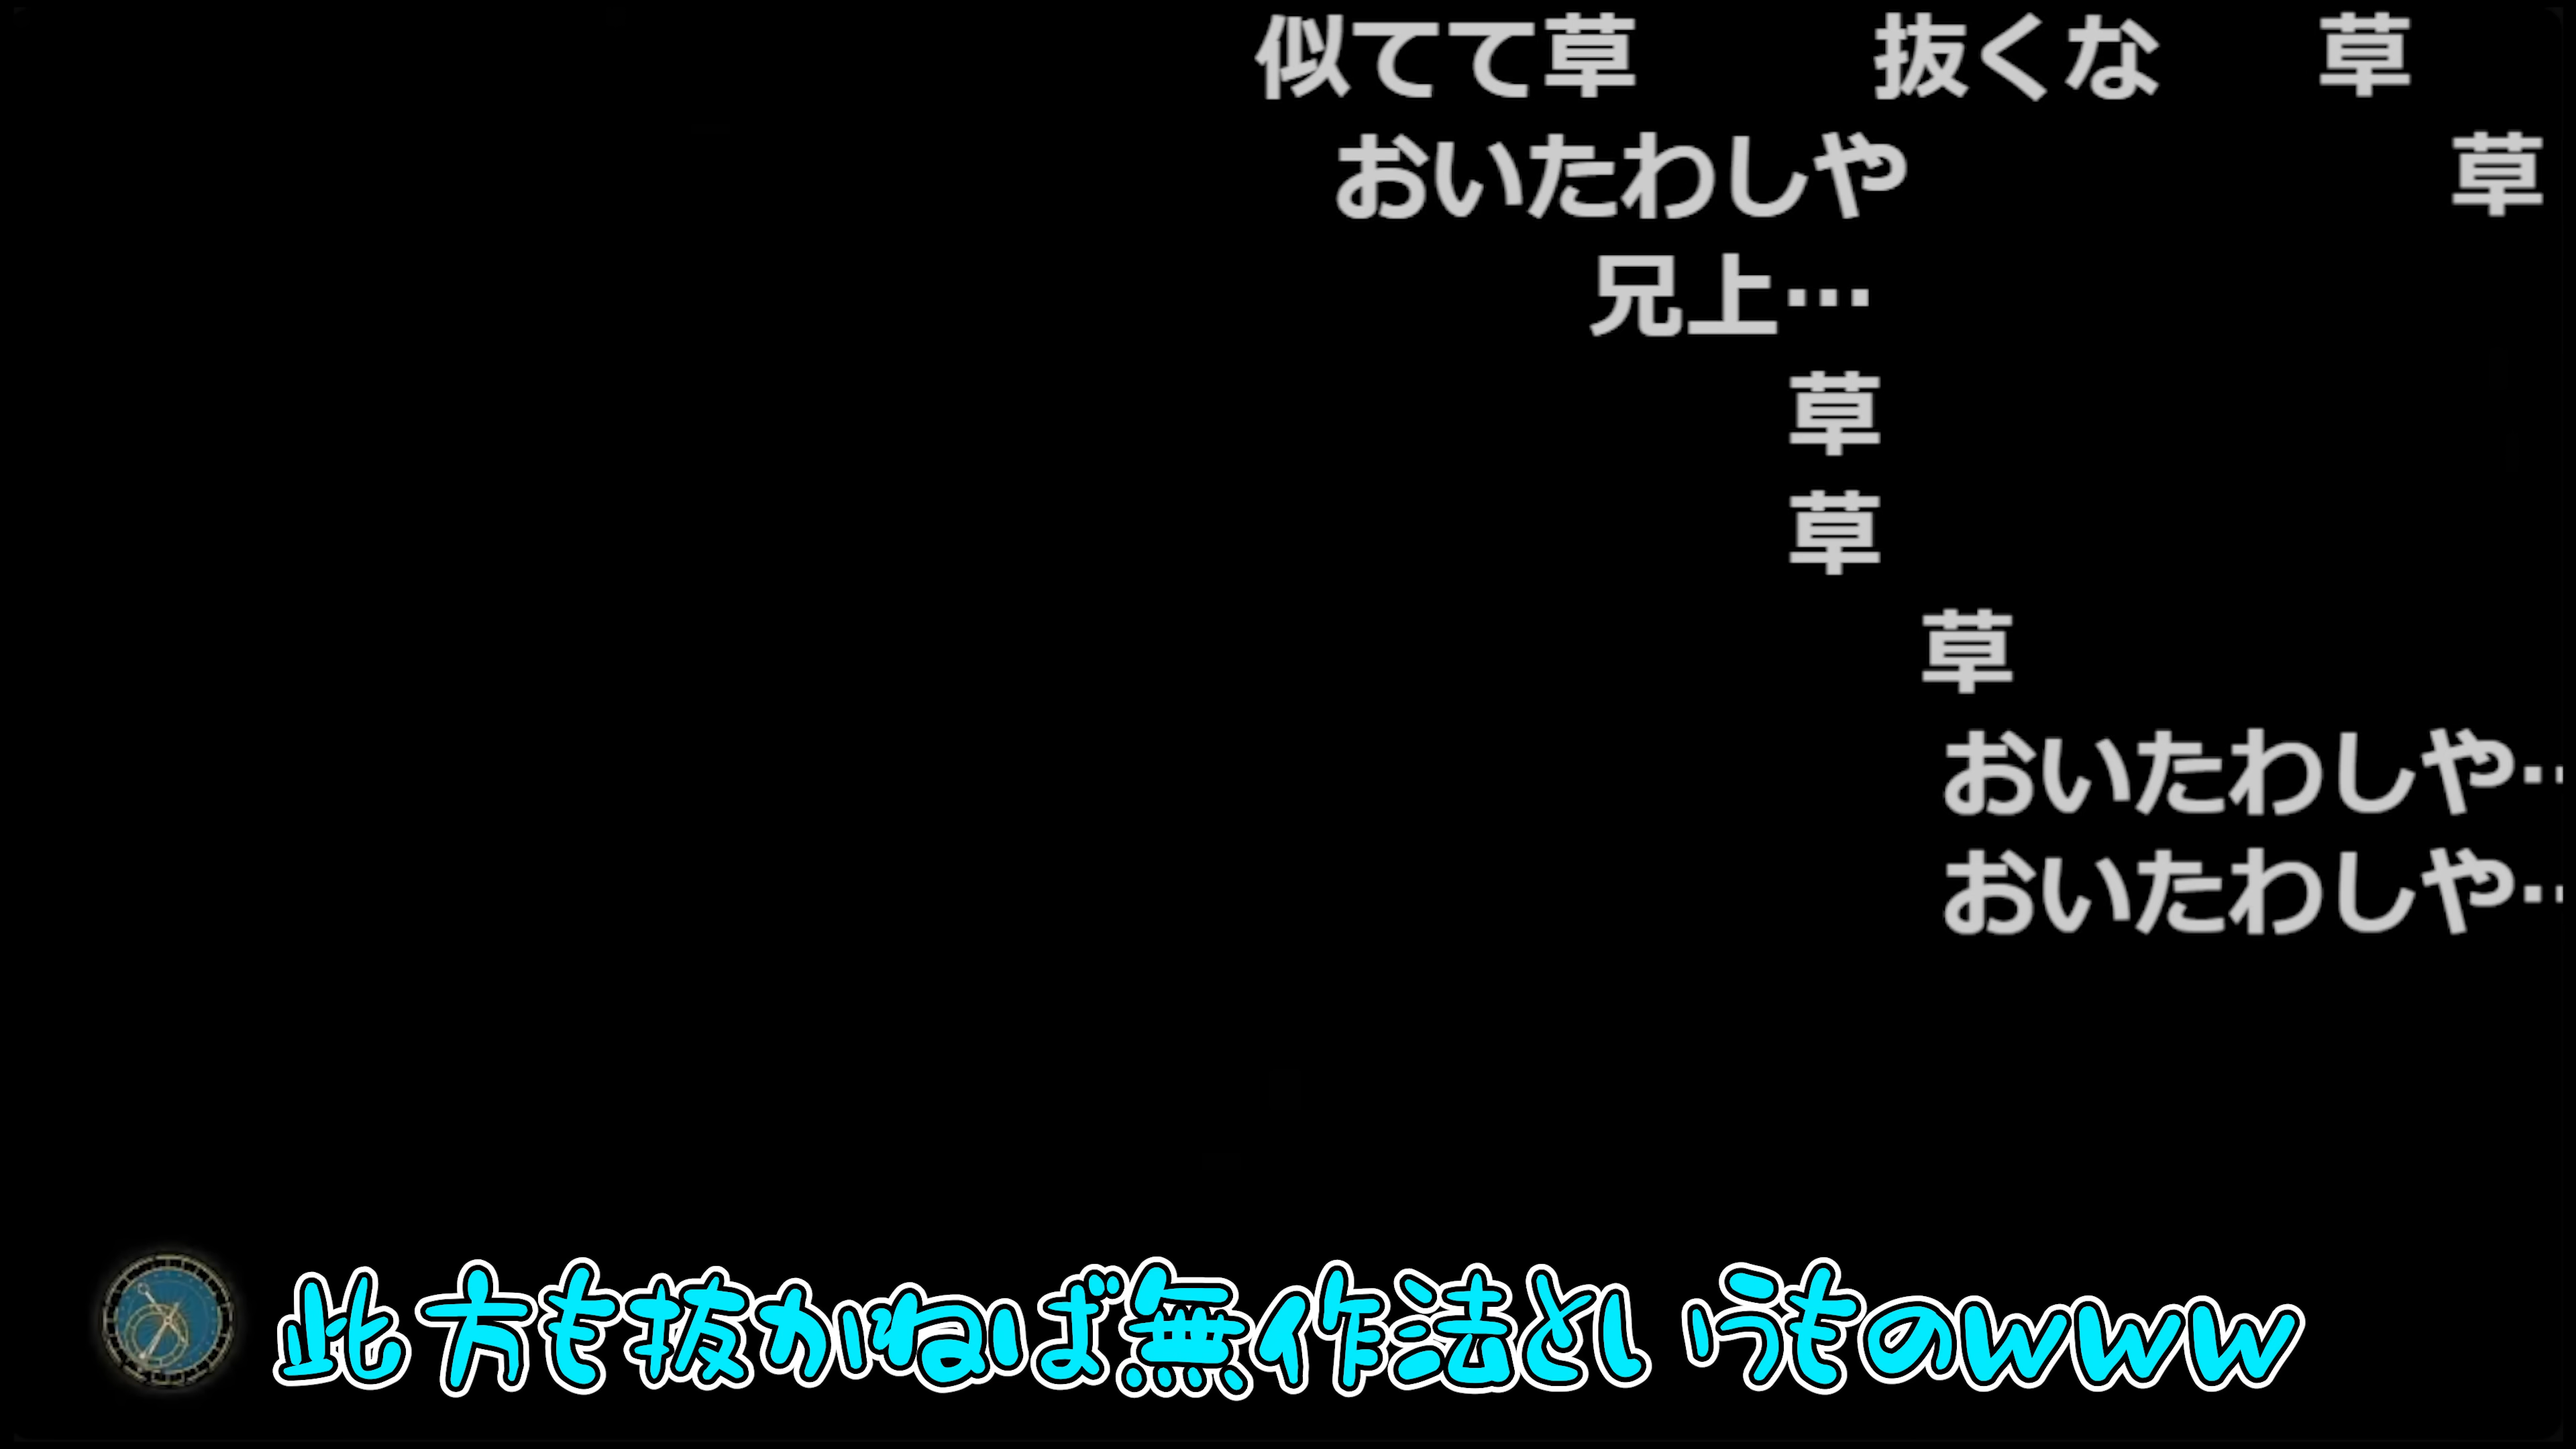 似てて草 抜くな 草
おいたわしや 草
兄上…
草
草
草
おいたわしや…
おいたわしや…
此方も抜かねば無作法というものwww